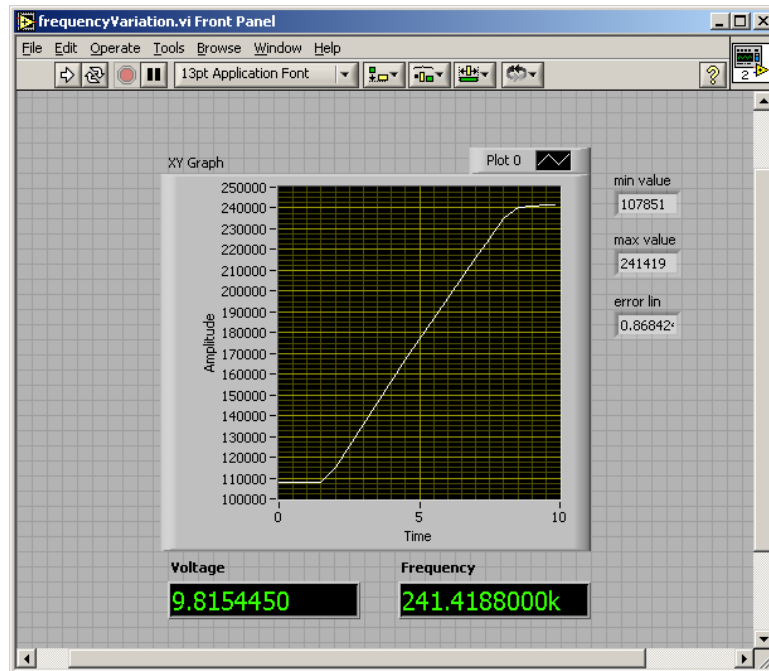 frequencyVariation.vi Front Panel
File Edit Operate Tools Browse Window Help
13pt Application Font
?
2
XY Graph
Plot 0
250000
240000
230000
220000
210000
200000
190000
180000
170000
160000
150000
140000
130000
120000
110000
100000
Amplitude
0 5 10
Time
min value
107851
max value
241419
error lin
0.86842
Voltage
9.8154450
Frequency
241.4188000k